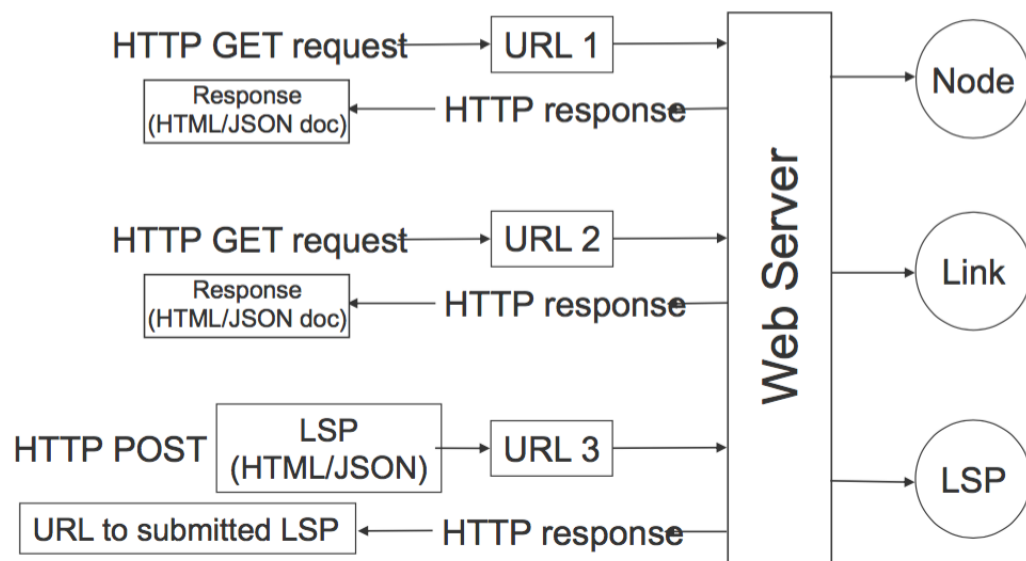 HTTP GET request
URL 1
Response
(HTML/JSON doc)
HTTP response
HTTP GET request
URL 2
Response
(HTML/JSON doc)
HTTP response
HTTP POST
LSP
(HTML/JSON)
URL 3
URL to submitted LSP
HTTP response
Web Server
Node
Link
LSP